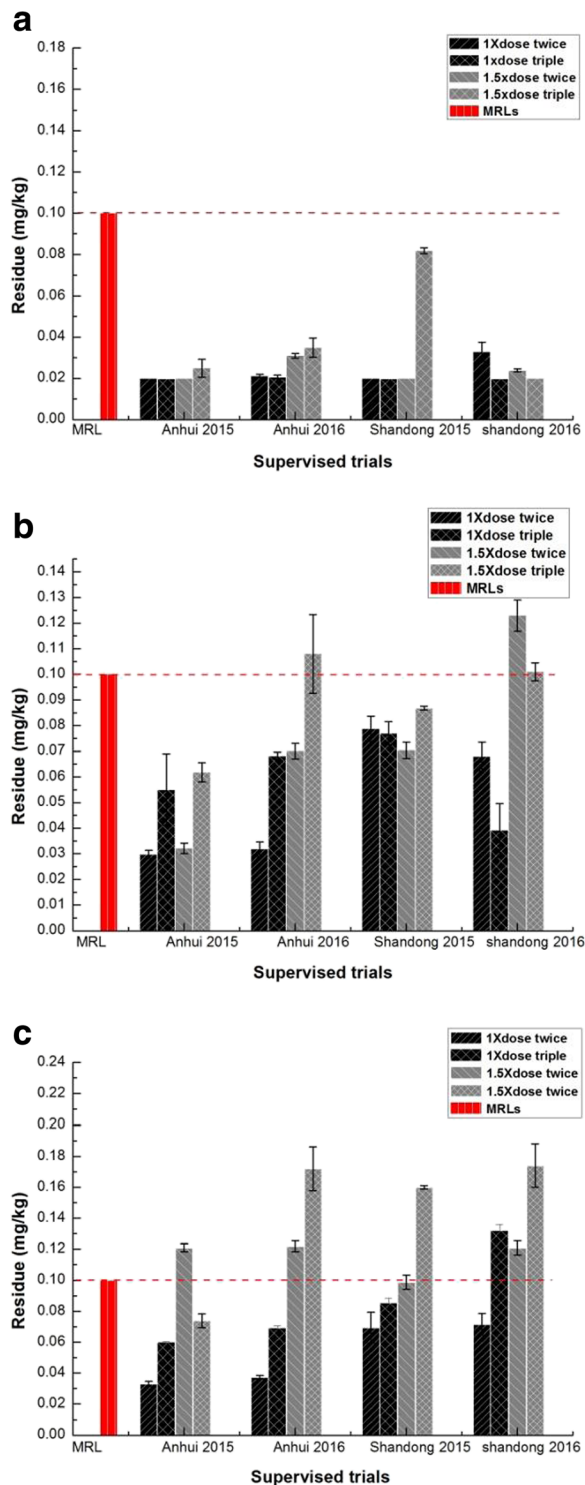 a
1Xdose twice
1xdose triple
1.5xdose twice
1.5xdose triple
MRLs
0.18
0.16
0.14
0.12
0.10
0.08
0.06
0.04
0.02
0.00
Residue (mg/kg)
MRL Anhui 2015 Anhui 2016 Shandong 2015 shandong 2016
Supervised trials
b
1Xdose twice
1Xdose triple
1.5Xdose twice
1.5Xdose triple
MRLs
0.14
0.13
0.12
0.11
0.10
0.09
0.08
0.07
0.06
0.05
0.04
0.03
0.02
0.01
0.00
Residue (mg/kg)
MRL Anhui 2015 Anhui 2016 Shandong 2015 shandong 2016
Supervised trials
c
1Xdose twice
1Xdose triple
1.5Xdose twice
1.5Xdose twice
MRLs
0.24
0.22
0.20
0.18
0.16
0.14
0.12
0.10
0.08
0.06
0.04
0.02
0.00
Residue (mg/kg)
MRL Anhui 2015 Anhui 2016 Shandong 2015 shandong 2016
Supervised trials